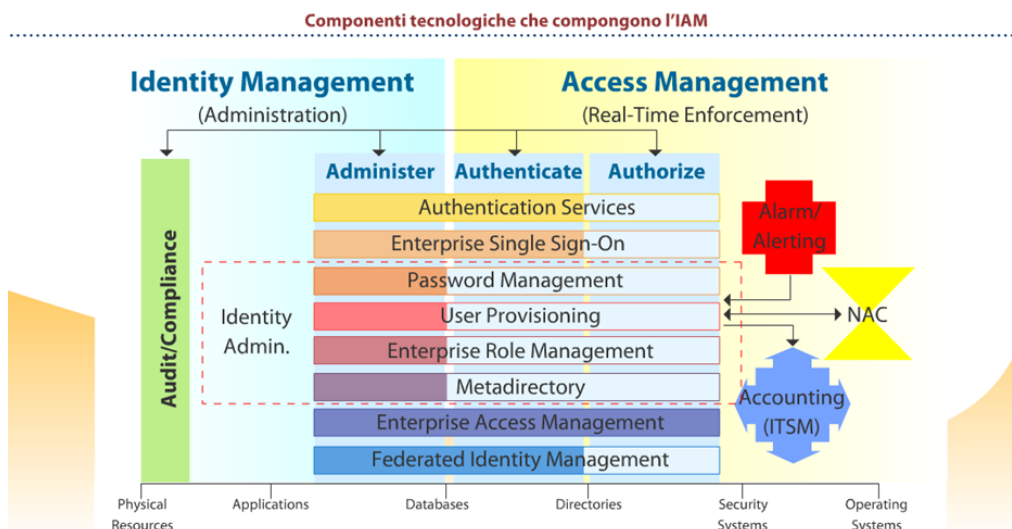 Componenti tecnologiche che compongono l'IAM
Identity Management
(Administration)
Access Management
(Real-Time Enforcement)
Administer
Authenticate
Authorize
Audit/Compliance
Authentication Services
Enterprise Single Sign-On
Password Management
User Provisioning
Enterprise Role Management
Metadirectory
Enterprise Access Management
Federated Identity Management
Identity
Admin.
Alarm/
Alerting
NAC
Accounting
(ITSM)
Physical
Resources
Applications
Databases
Directories
Security
Systems
Operating
Systems